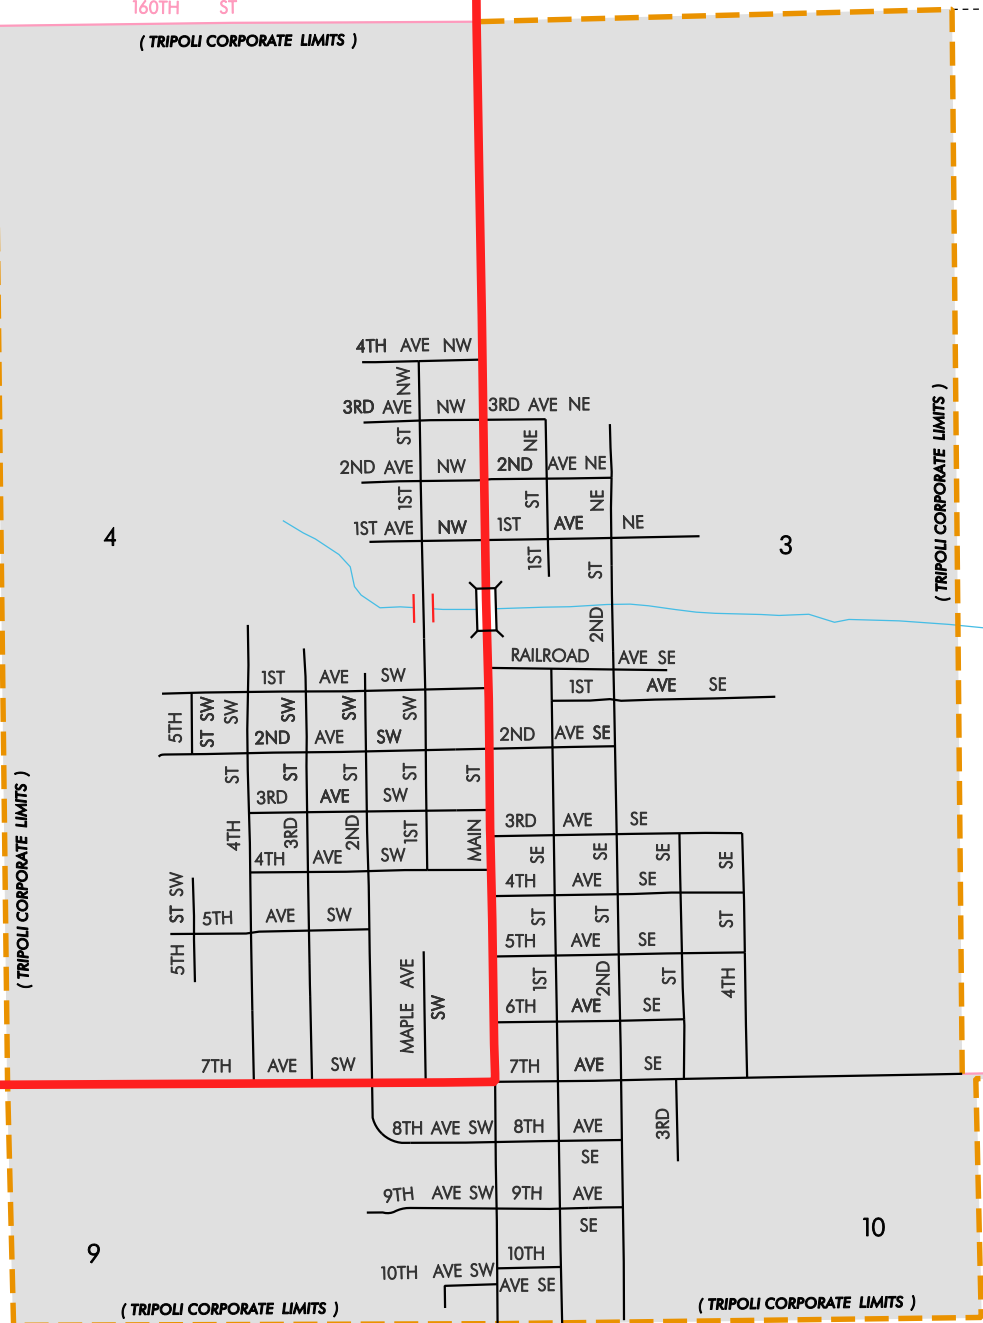 160TH ST
( TRIPOLI CORPORATE LIMITS )
4TH AVE NW
NW
3RD AVE NW
3RD AVE NE
ST
NE
2ND AVE NW
2ND AVE NE
1ST
ST
NE
1ST AVE NW
1ST AVE NE
4
3
1ST
ST
( TRIPOLI CORPORATE LIMITS )
2ND
RAILROAD AVE SE
1ST AVE SW
1ST AVE SE
5TH
ST SW
SW
SW
SW
SW
2ND AVE SW
2ND AVE SE
ST
ST
ST
ST
ST
3RD AVE SW
3RD AVE SE
4TH
3RD
2ND
1ST
MAIN
4TH AVE SW
SE
SE
SE
SE
4TH AVE SE
( TRIPOLI CORPORATE LIMITS )
5TH ST SW
5TH AVE SW
ST
ST
ST
5TH AVE SE
MAPLE AVE
SW
1ST
2ND
ST
4TH
6TH AVE SE
7TH AVE SW
7TH AVE SE
3RD
8TH AVE SW
8TH AVE
SE
9TH AVE SW
9TH AVE
SE
9
10
10TH
10TH AVE SW
AVE SE
( TRIPOLI CORPORATE LIMITS )
( TRIPOLI CORPORATE LIMITS )